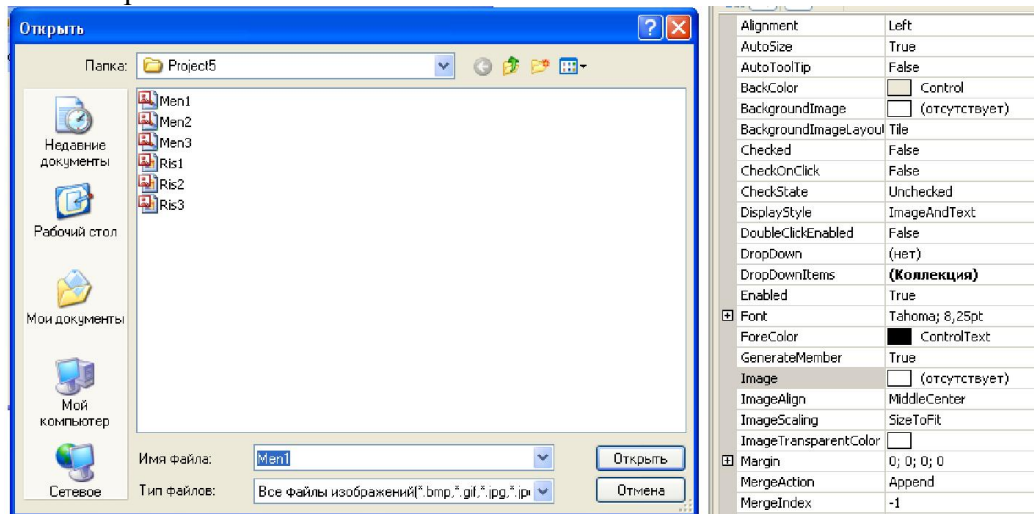 Открыть
Папка: Project5
Недавние документы
Рабочий стол
Мои документы
Мой компьютер
Сетевое
Men1
Men2
Men3
Ris1
Ris2
Ris3
Имя файла: Men1 Открыть
Тип файлов: Все файлы изображений(*.bmp,*.gif,*.jpg,*.jp Отмена
Alignment Left
AutoSize True
AutoToolTip False
BackColor Control
BackgroundImage (отсутствует)
BackgroundImageLayou Tile
Checked False
CheckOnClick False
CheckState Unchecked
DisplayStyle ImageAndText
DoubleClickEnabled False
DropDown (нет)
DropDownItems (Коллекция)
Enabled True
Font Tahoma; 8,25pt
ForeColor ControlText
GenerateMember True
Image (отсутствует)
ImageAlign MiddleCenter
ImageScaling SizeToFit
ImageTransparentColor
Margin 0; 0; 0; 0
MergeAction Append
MergeIndex -1